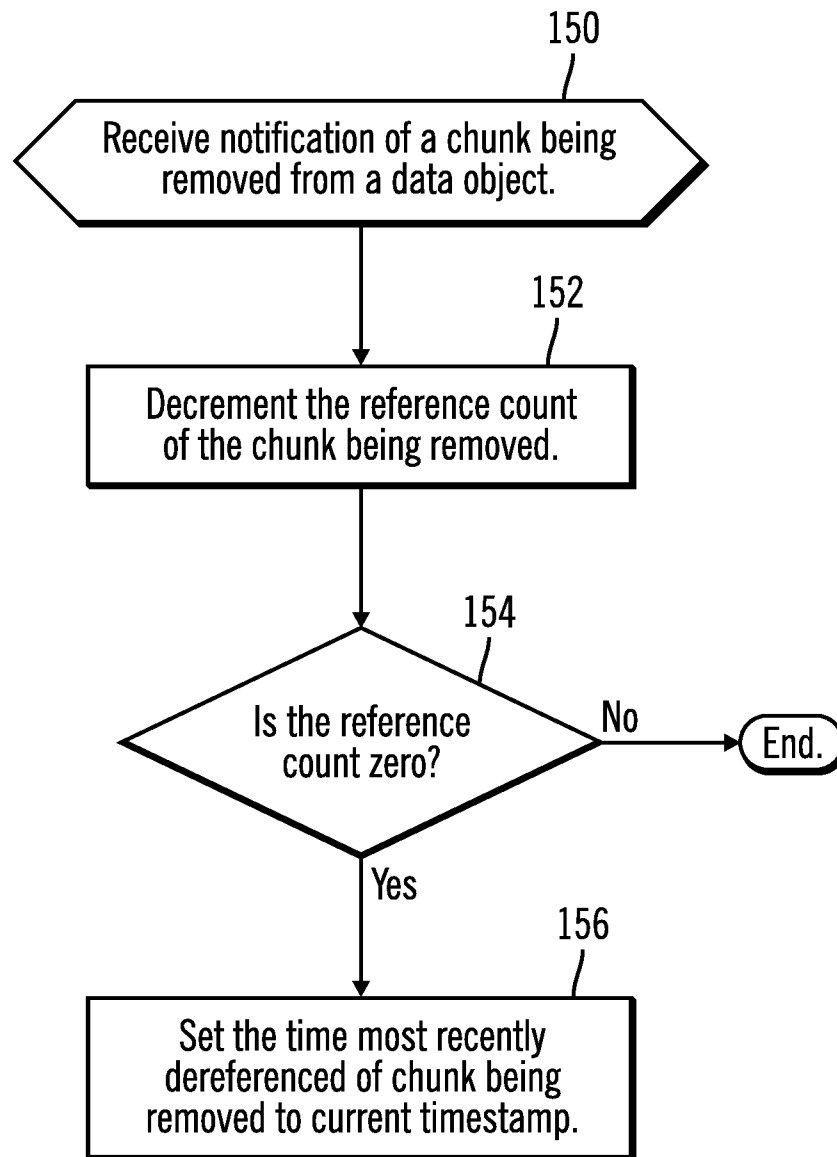 150
Receive notification of a chunk being
removed from a data object.
152
Decrement the reference count
of the chunk being removed.
154
Is the reference
count zero?
No
End.
Yes
156
Set the time most recently
dereferenced of chunk being
removed to current timestamp.